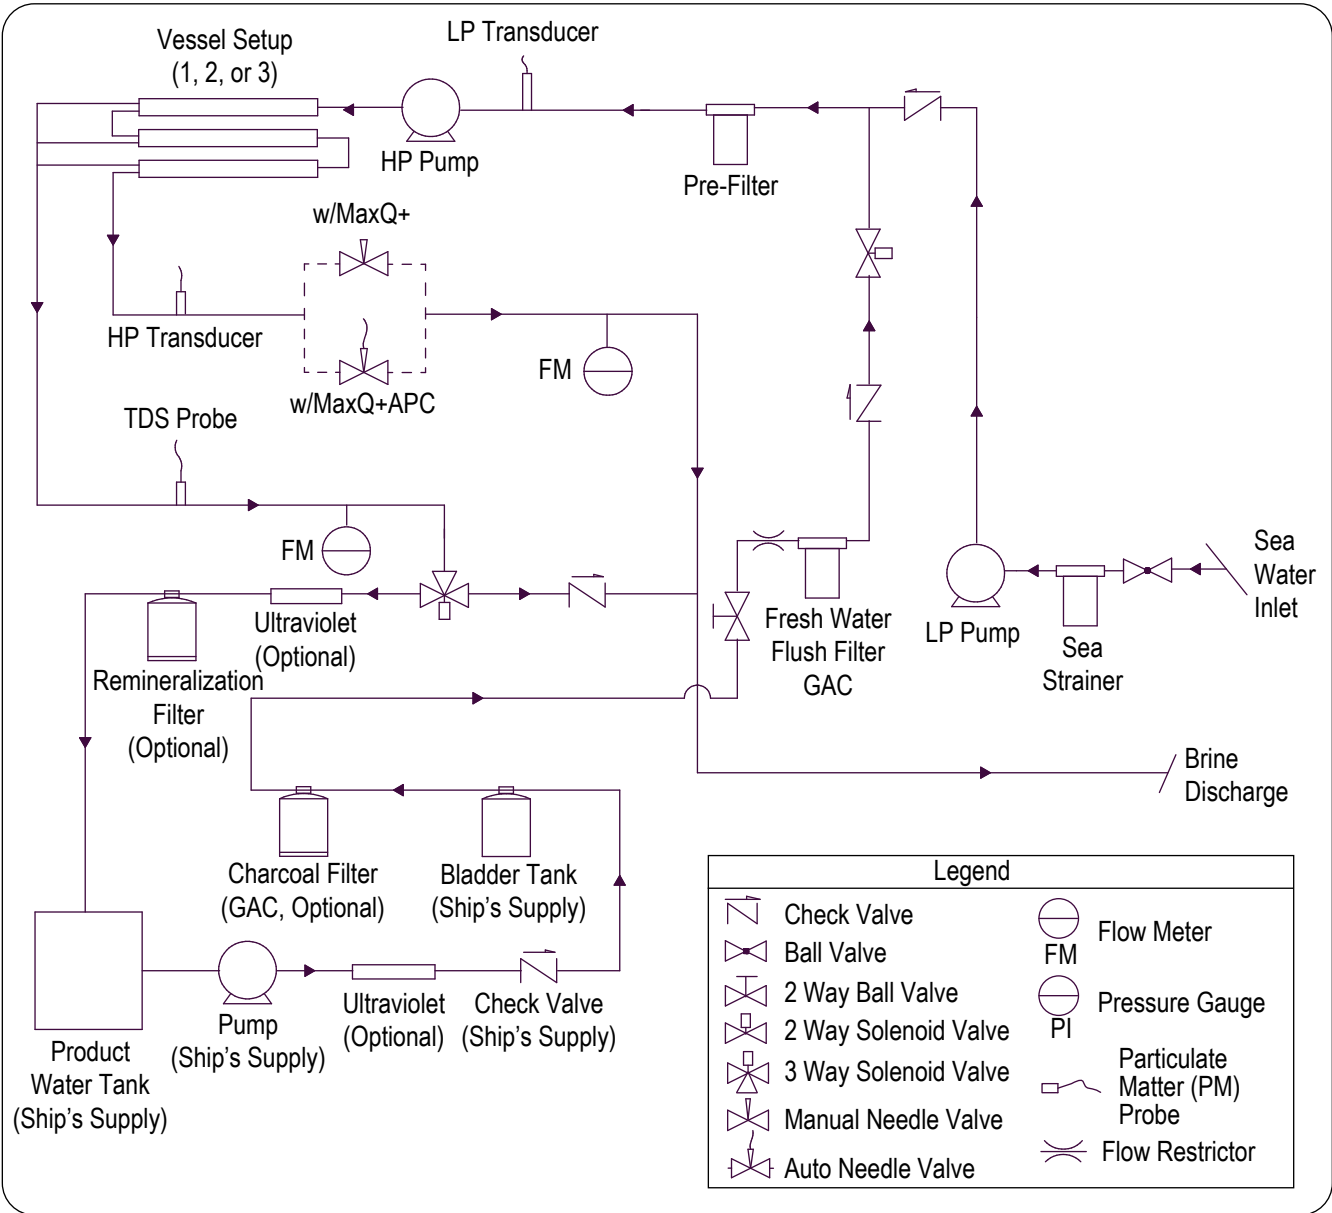 Vessel Setup
(1, 2, or 3)
LP Transducer
HP Pump
Pre-Filter
w/MaxQ+
HP Transducer
w/MaxQ+APC
FM
TDS Probe
FM
Ultraviolet
(Optional)
Remineralization
Filter
(Optional)
Fresh Water
Flush Filter
GAC
LP Pump
Sea
Strainer
Sea
Water
Inlet
Brine
Discharge
Charcoal Filter
(GAC, Optional)
Bladder Tank
(Ship's Supply)
Product
Water Tank
(Ship's Supply)
Pump
(Ship's Supply)
Ultraviolet
(Optional)
Check Valve
(Ship's Supply)
Legend
Check Valve
Ball Valve
2 Way Ball Valve
2 Way Solenoid Valve
3 Way Solenoid Valve
Manual Needle Valve
Auto Needle Valve
FM
Flow Meter
PI
Pressure Gauge
Particulate
Matter (PM)
Probe
Flow Restrictor